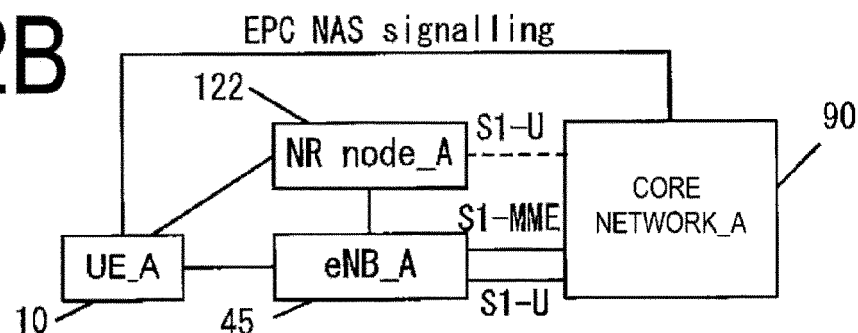 2B
EPC NAS signalling
122
NR node_A
S1-U
90
CORE
NETWORK_A
S1-MME
UE_A
eNB_A
S1-U
10
45